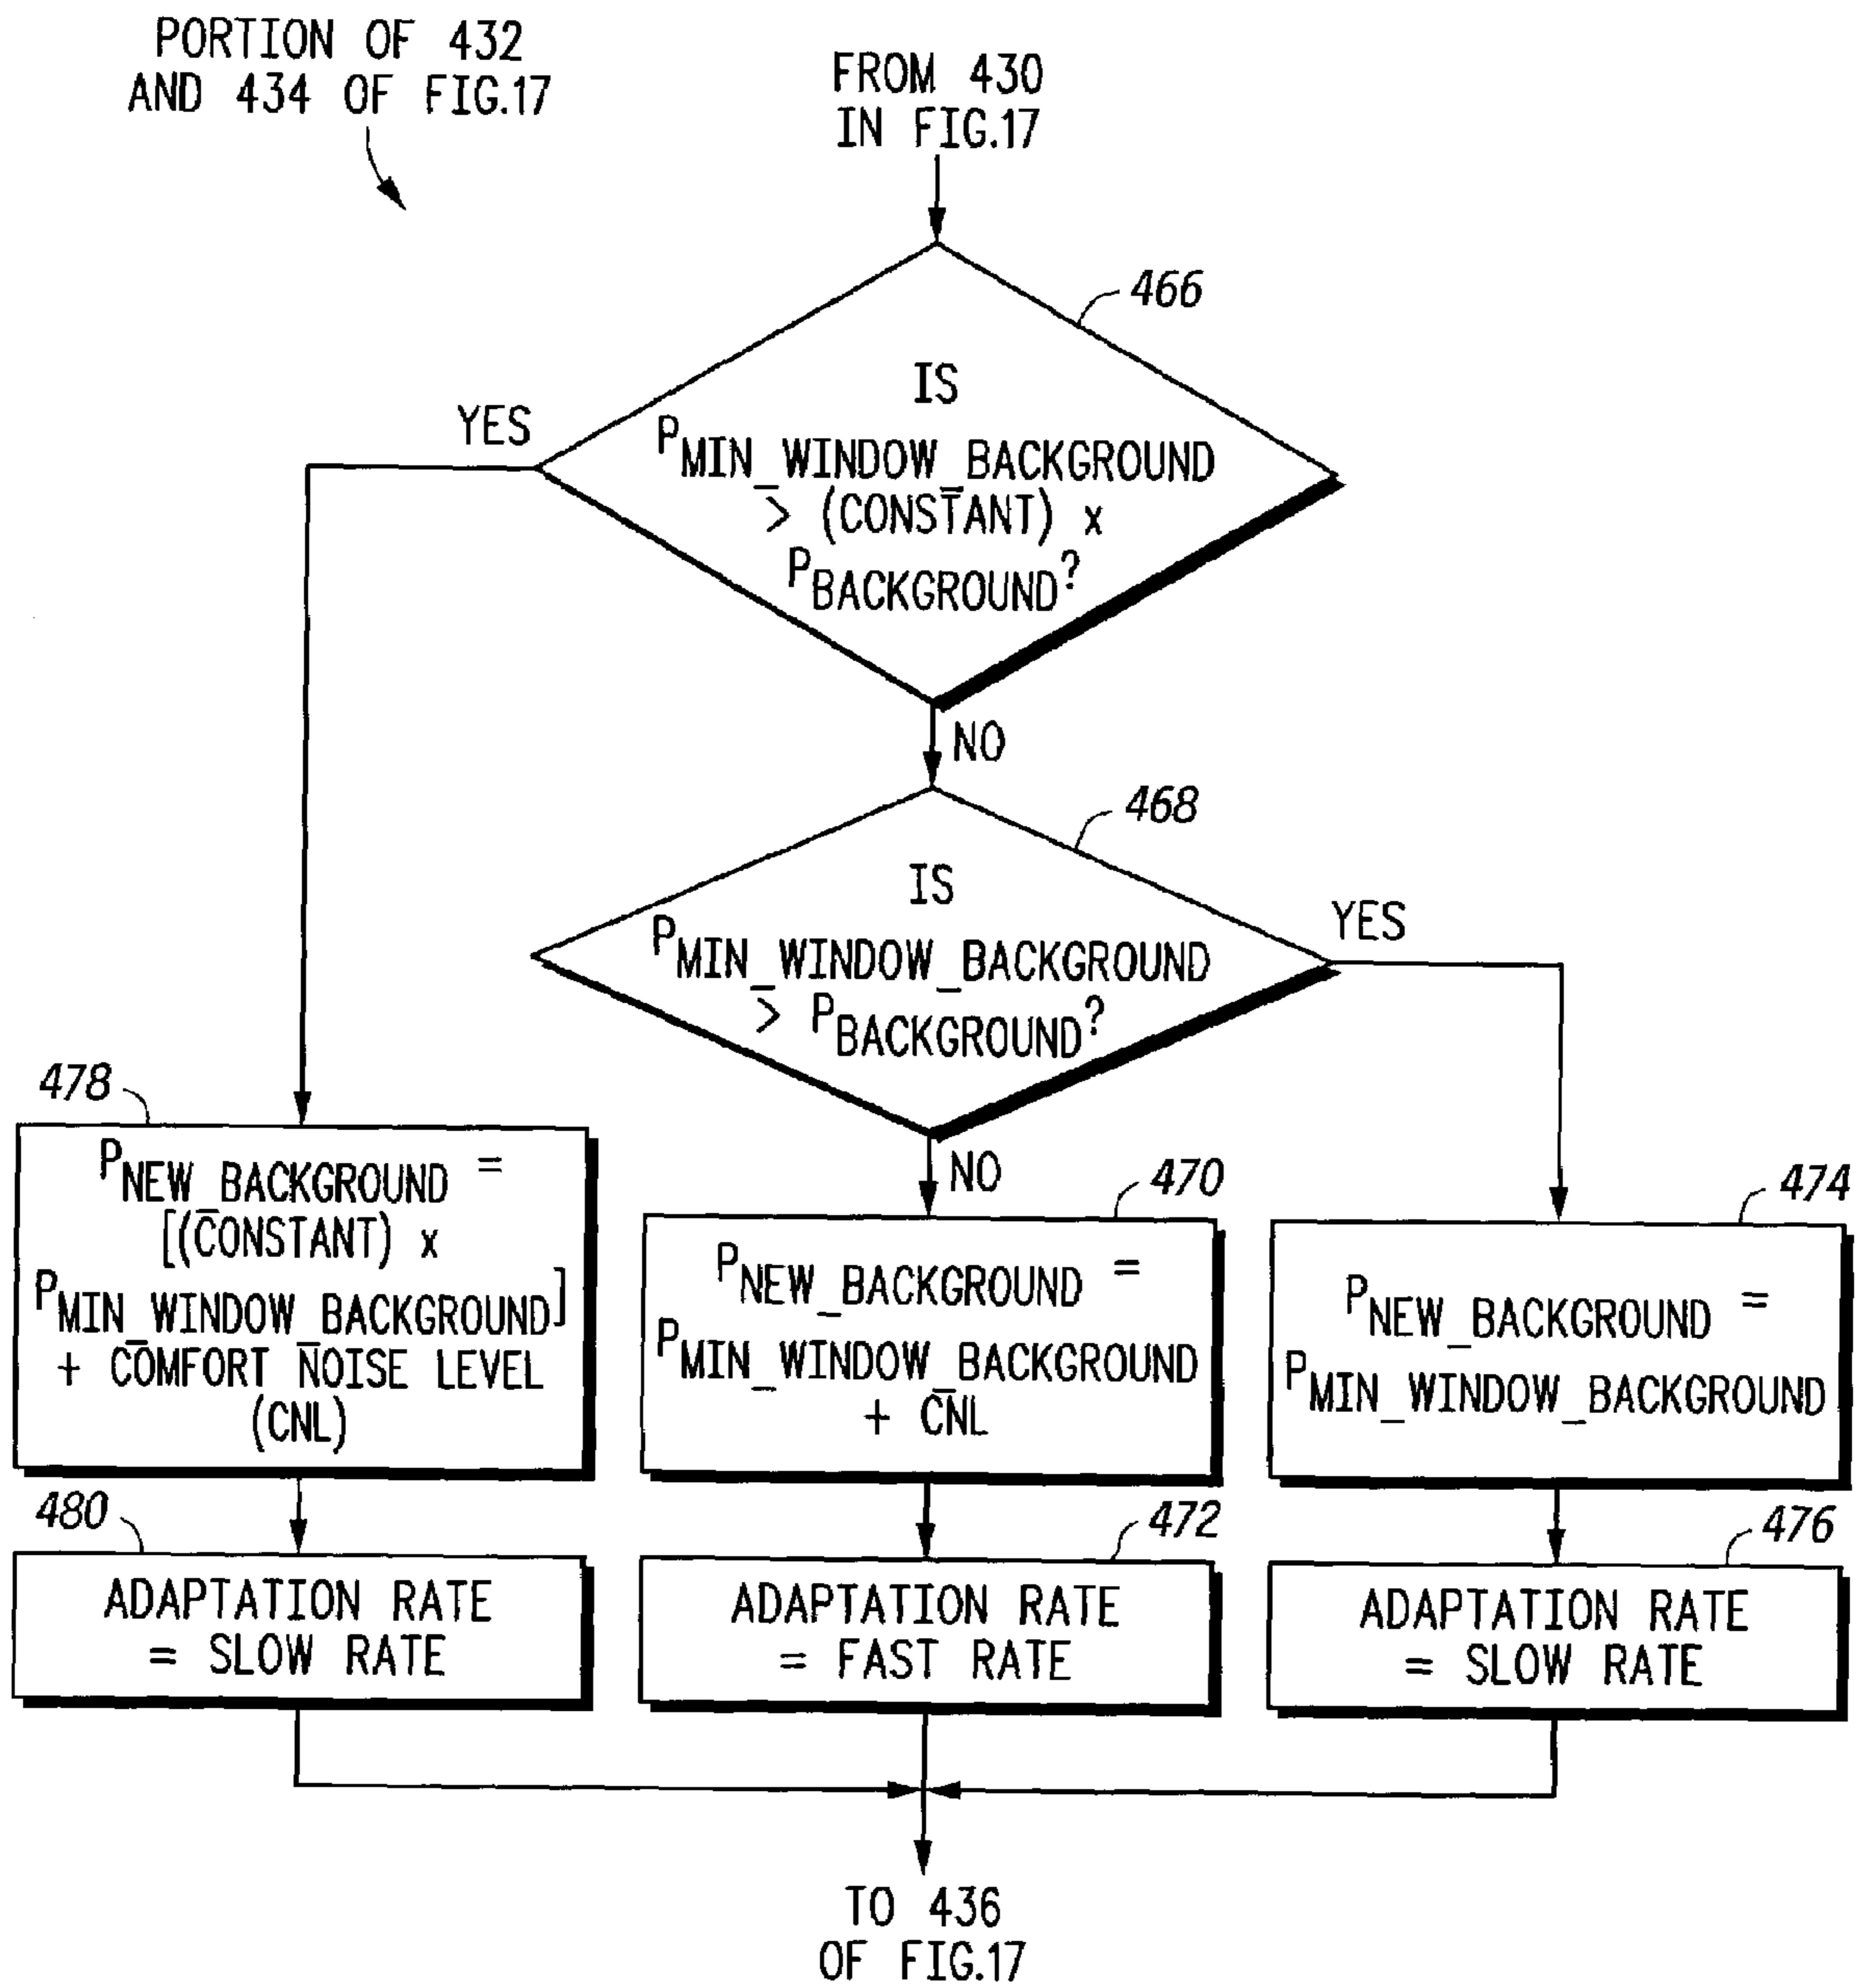 PORTION OF 432
AND 434 OF FIG.17
FROM 430
IN FIG.17
466
IS
PMIN_WINDOW_BACKGROUND
> (CONSTANT) x
PBACKGROUND?
YES
NO
468
IS
PMIN_WINDOW_BACKGROUND
> PBACKGROUND?
YES
NO
478
PNEW_BACKGROUND =
[(CONSTANT) x
PMIN_WINDOW_BACKGROUND]
+ COMFORT NOISE LEVEL
(CNL)
470
PNEW_BACKGROUND =
PMIN_WINDOW_BACKGROUND
+ CNL
474
PNEW_BACKGROUND =
PMIN_WINDOW_BACKGROUND
480
ADAPTATION RATE
= SLOW RATE
472
ADAPTATION RATE
= FAST RATE
476
ADAPTATION RATE
= SLOW RATE
TO 436
OF FIG.17